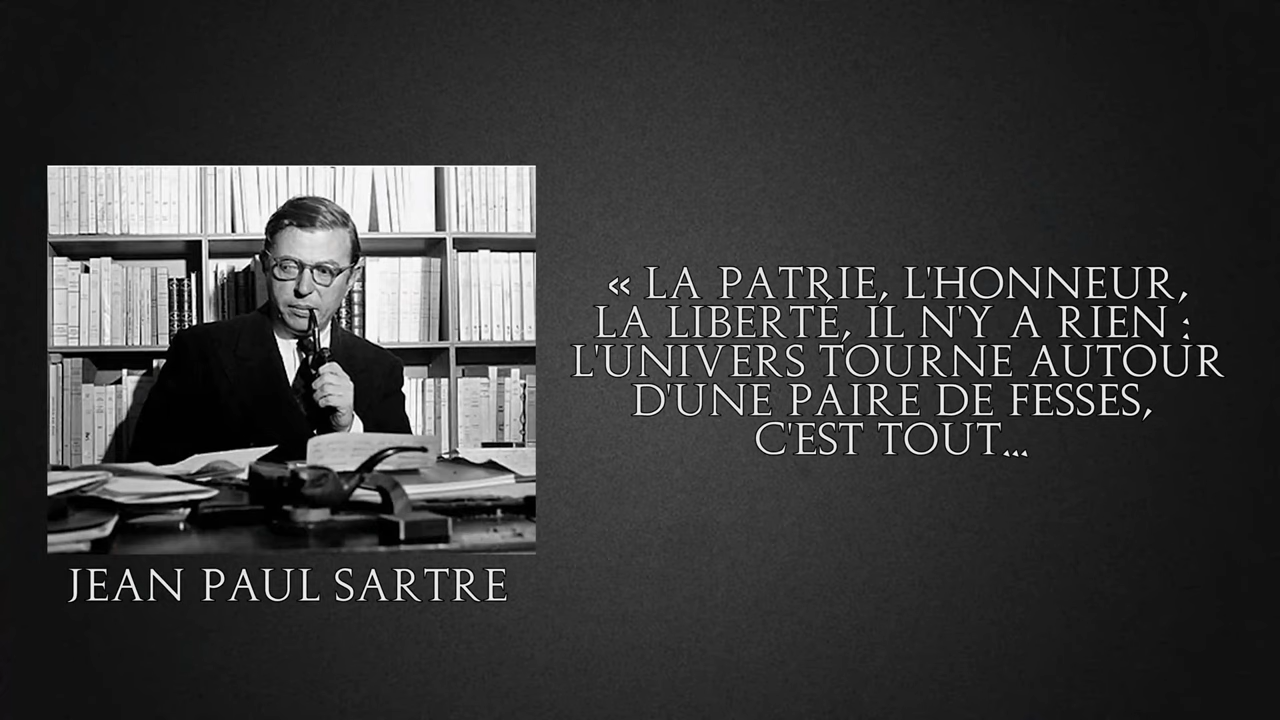 « LA PATRIE, L'HONNEUR,
LA LIBERTÉ, IL N'Y A RIEN :
L'UNIVERS TOURNE AUTOUR
D'UNE PAIRE DE FESSES,
C'EST TOUT...
JEAN PAUL SARTRE